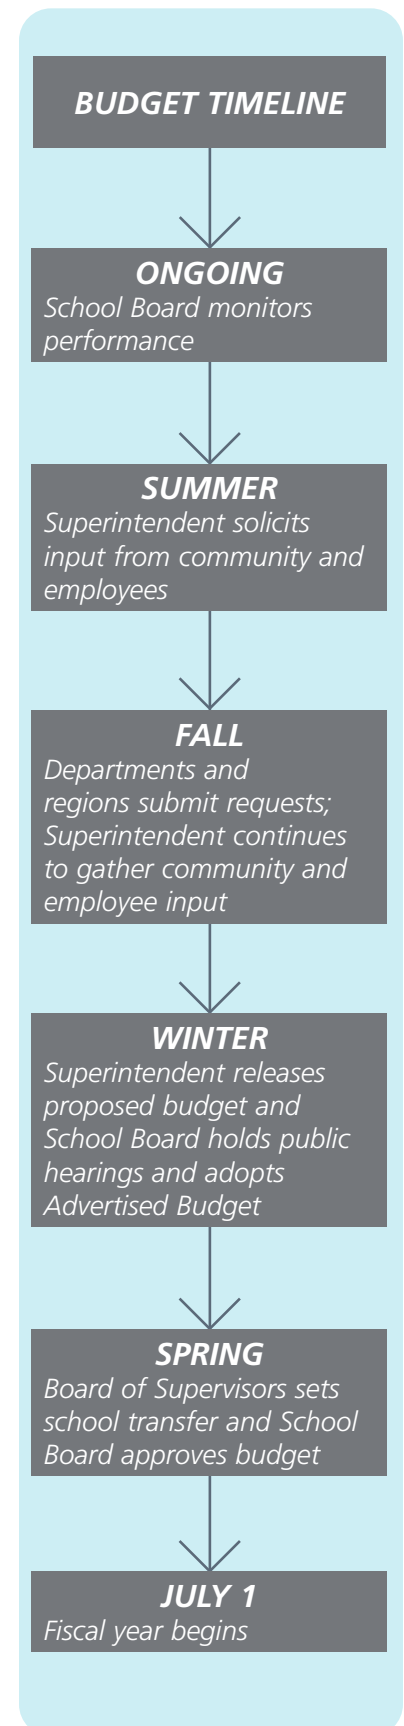 BUDGET TIMELINE
ONGOING
School Board monitors
performance
SUMMER
Superintendent solicits
input from community and
employees
FALL
Departments and
regions submit requests;
Superintendent continues
to gather community and
employee input
WINTER
Superintendent releases
proposed budget and
School Board holds public
hearings and adopts
Advertised Budget
SPRING
Board of Supervisors sets
school transfer and School
Board approves budget
JULY 1
Fiscal year begins